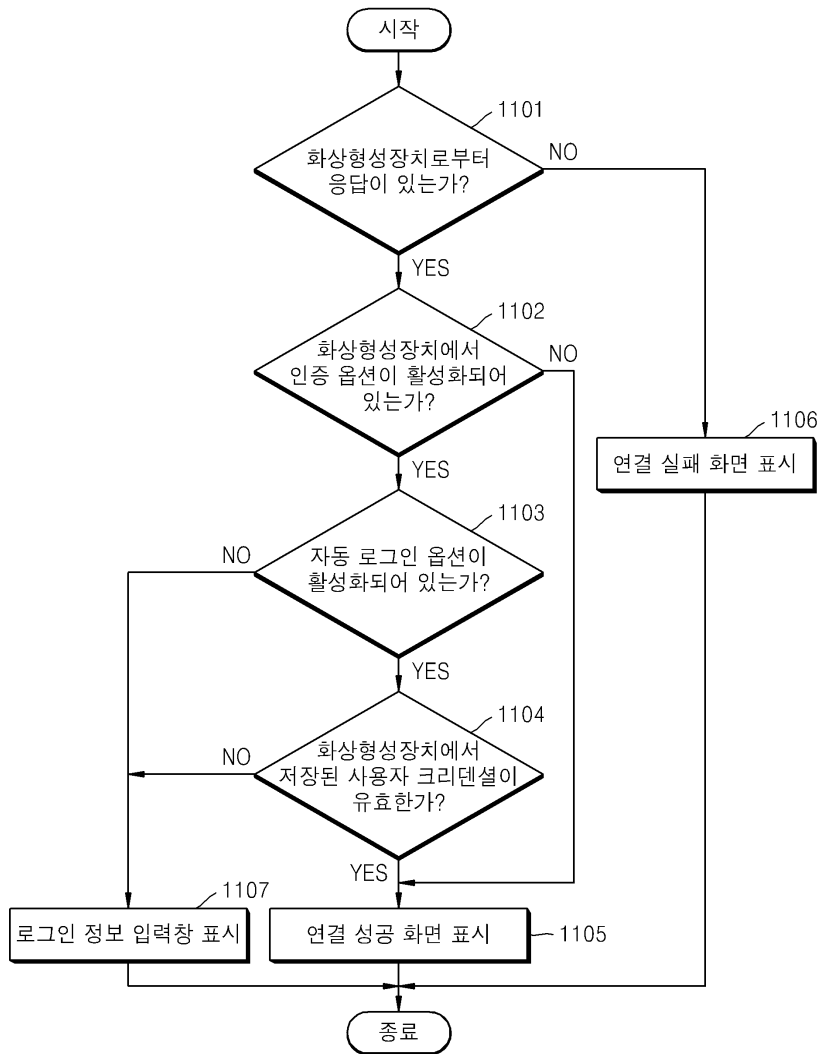 시작
1101
화상형성장치로부터
응답이 있는가?
NO
YES
1102
화상형성장치에서
인증 옵션이 활성화되어
있는가?
NO
YES
1106
연결 실패 화면 표시
1103
자동 로그인 옵션이
활성화되어 있는가?
NO
YES
1104
화상형성장치에서
저장된 사용자 크리덴셜이
유효한가?
NO
YES
1107
로그인 정보 입력창 표시
연결 성공 화면 표시
1105
종료